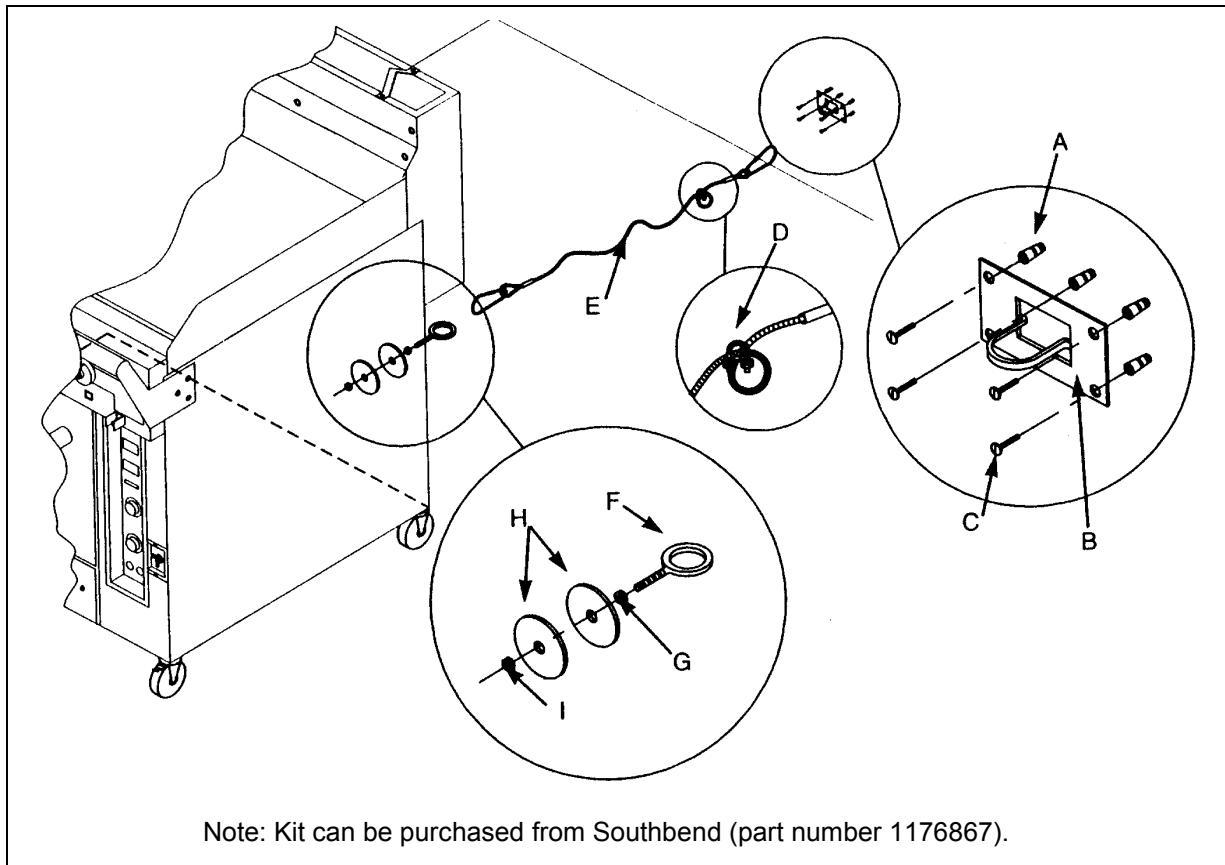 A
D
E
B
C
F
H
G
I
Note: Kit can be purchased from Southbend (part number 1176867).